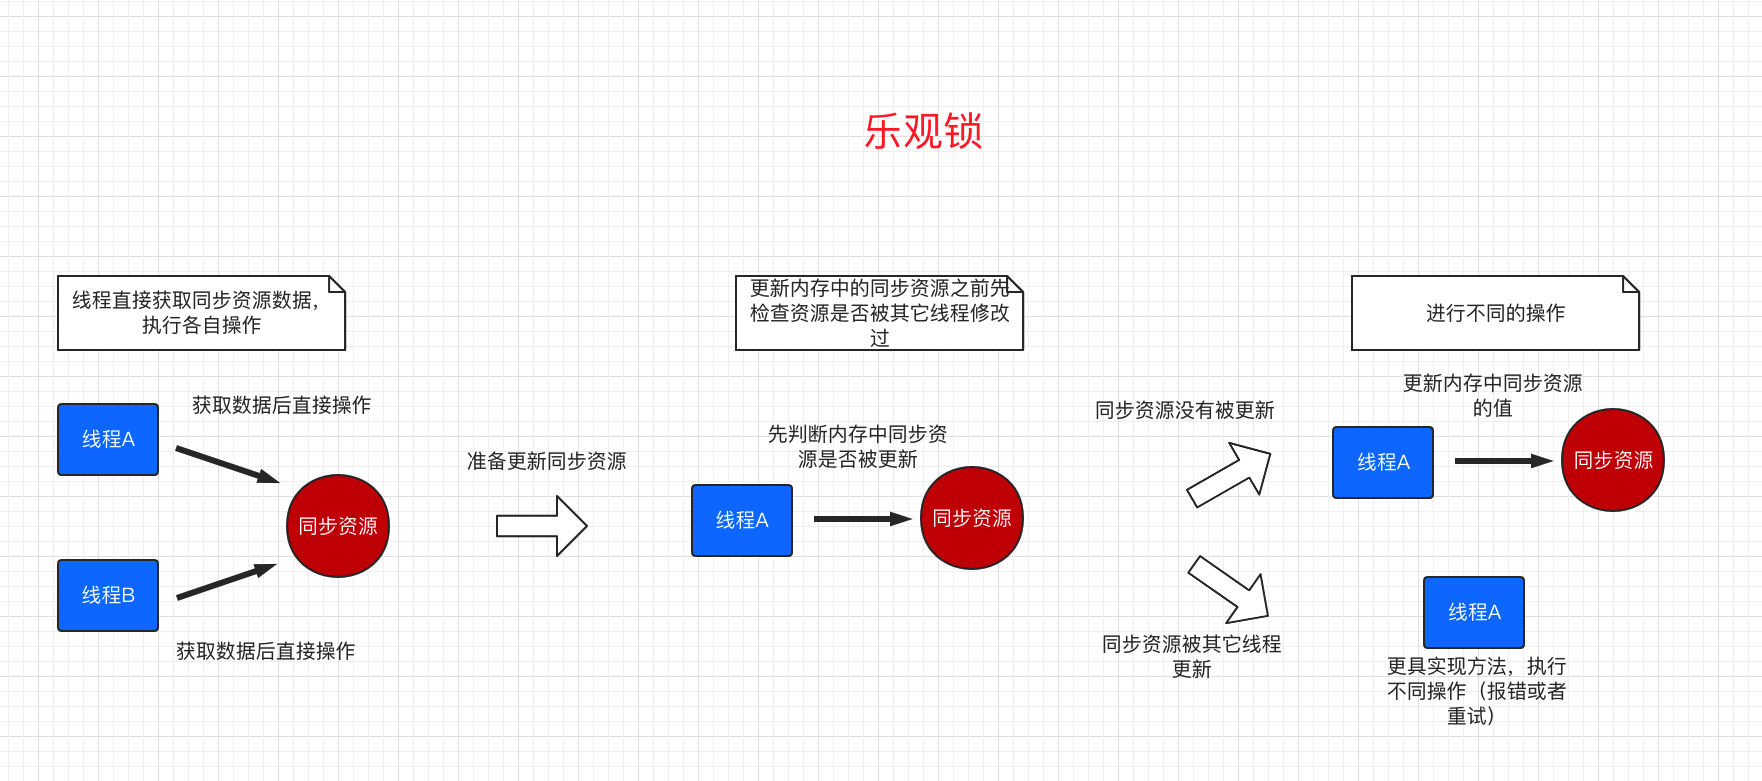 乐观锁
线程直接获取同步资源数据，
执行各自操作
更新内存中的同步资源之前先
检查资源是否被其它线程修改
过
进行不同的操作
获取数据后直接操作
线程A
同步资源
线程B
获取数据后直接操作
准备更新同步资源
先判断内存中同步资
源是否被更新
线程A
同步资源
同步资源没有被更新
同步资源被其它线程
更新
更新内存中同步资源
的值
线程A
同步资源
线程A
更具实现方法，执行
不同操作（报错或者
重试）